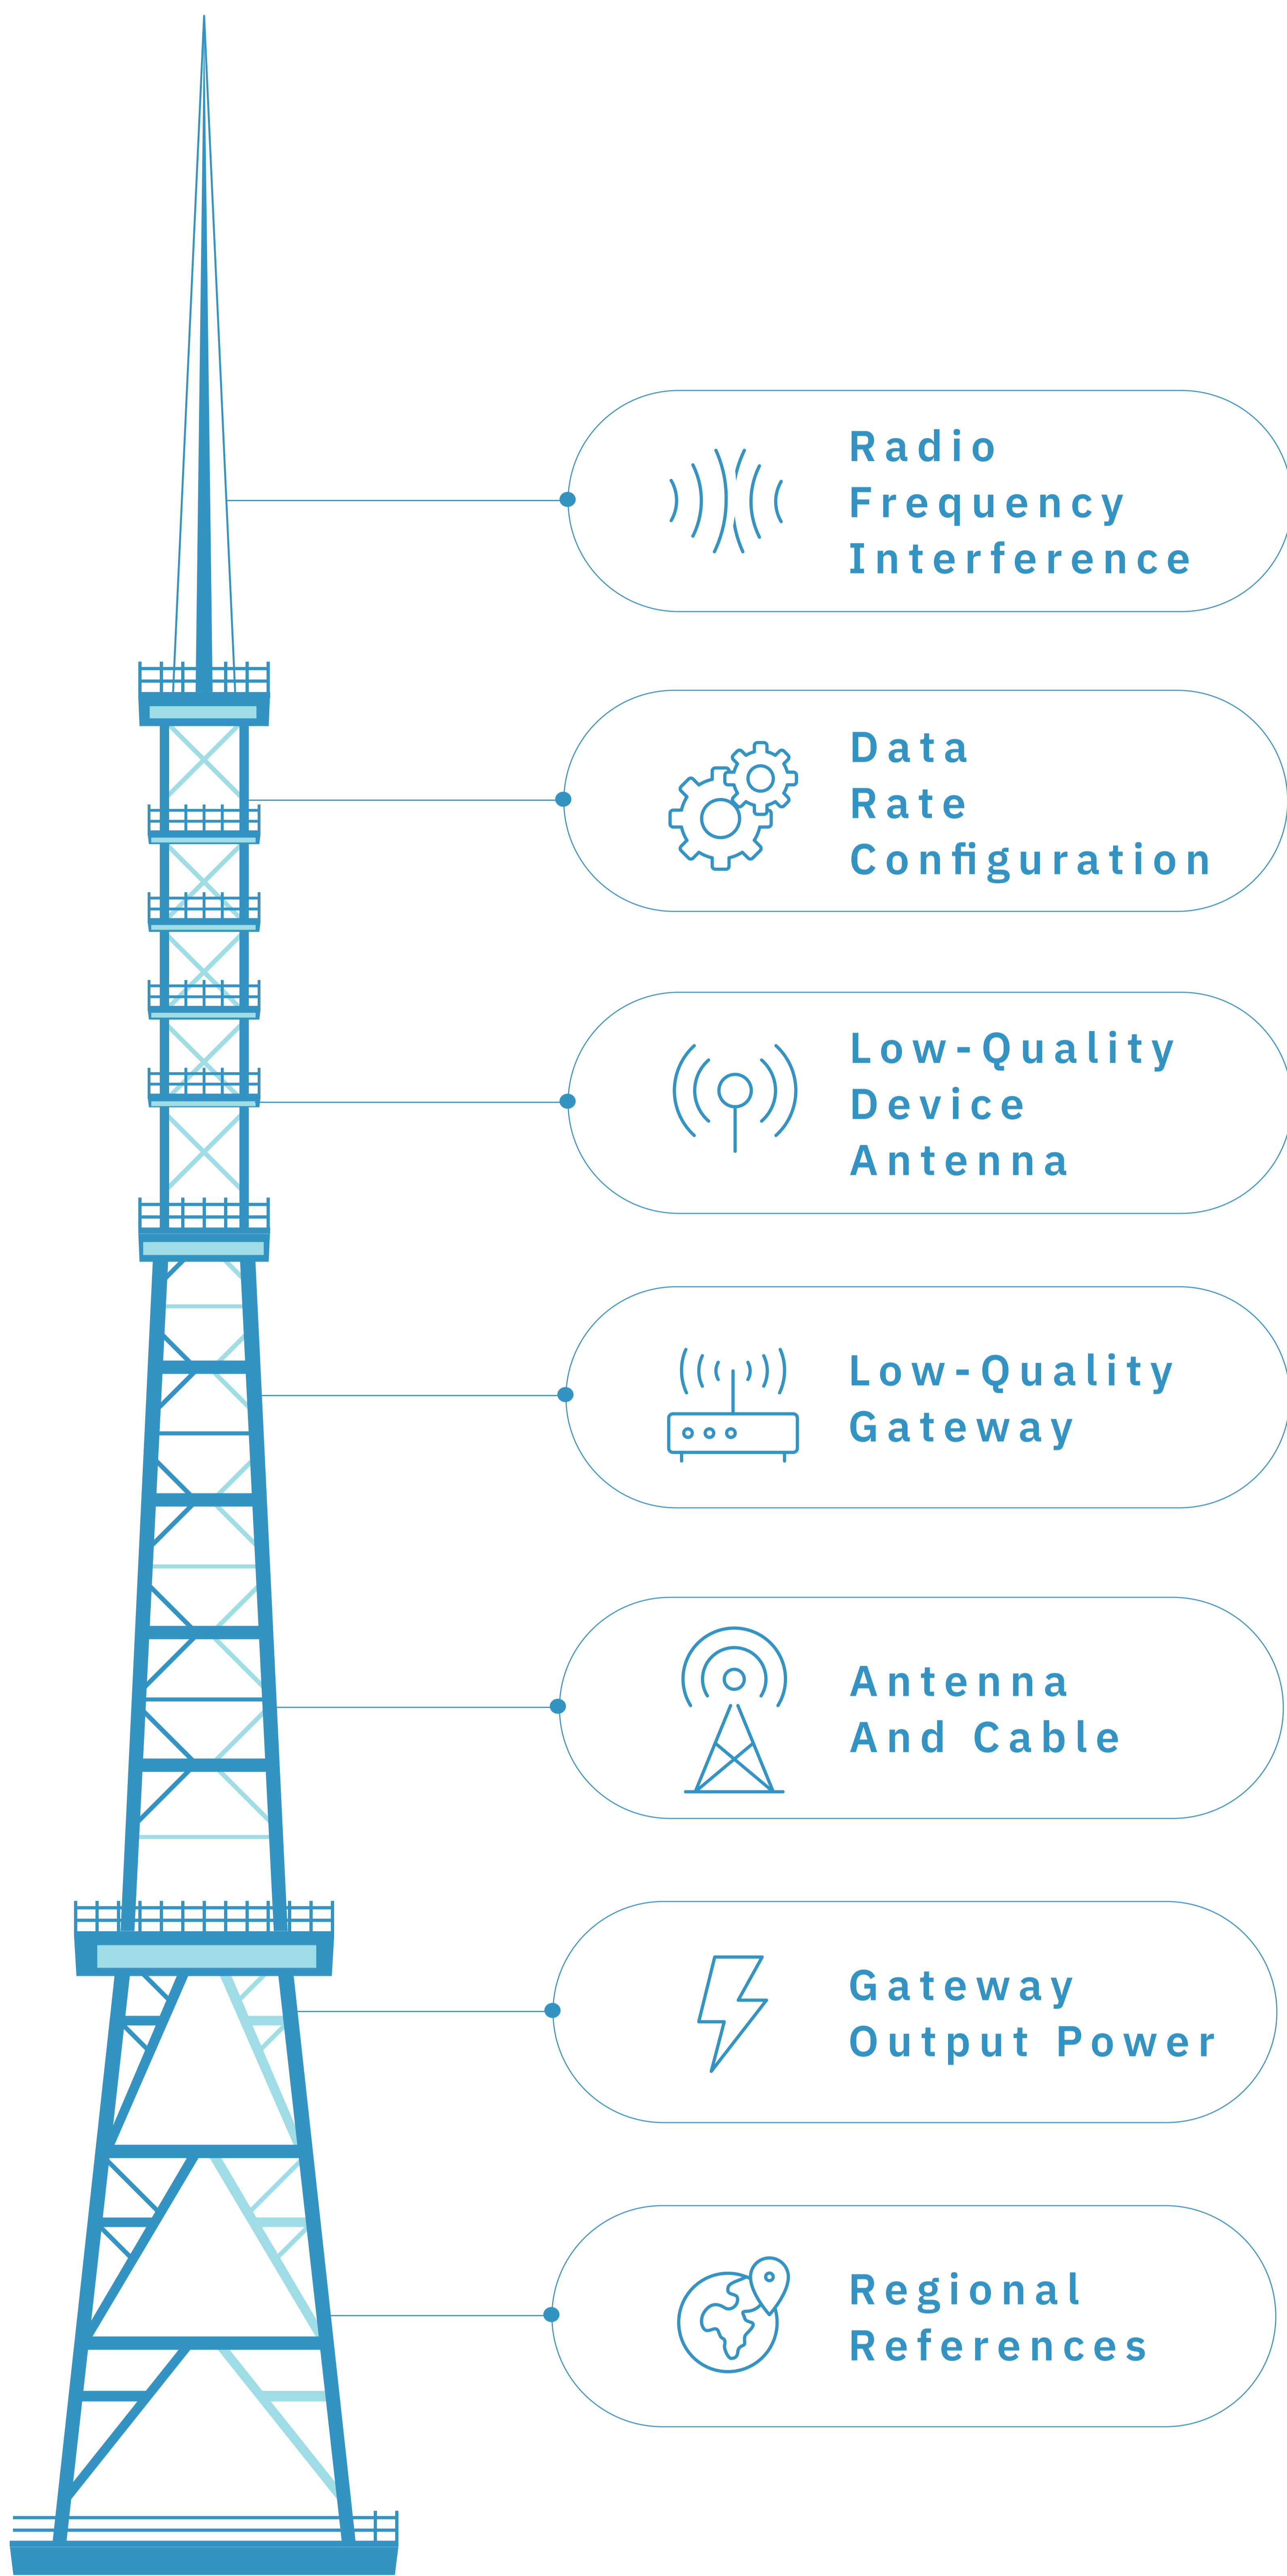 Radio
Frequency
Interference
Data
Rate
Configuration
Low-Quality
Device
Antenna
Low-Quality
Gateway
Antenna
And Cable
Gateway
Output Power
Regional
References